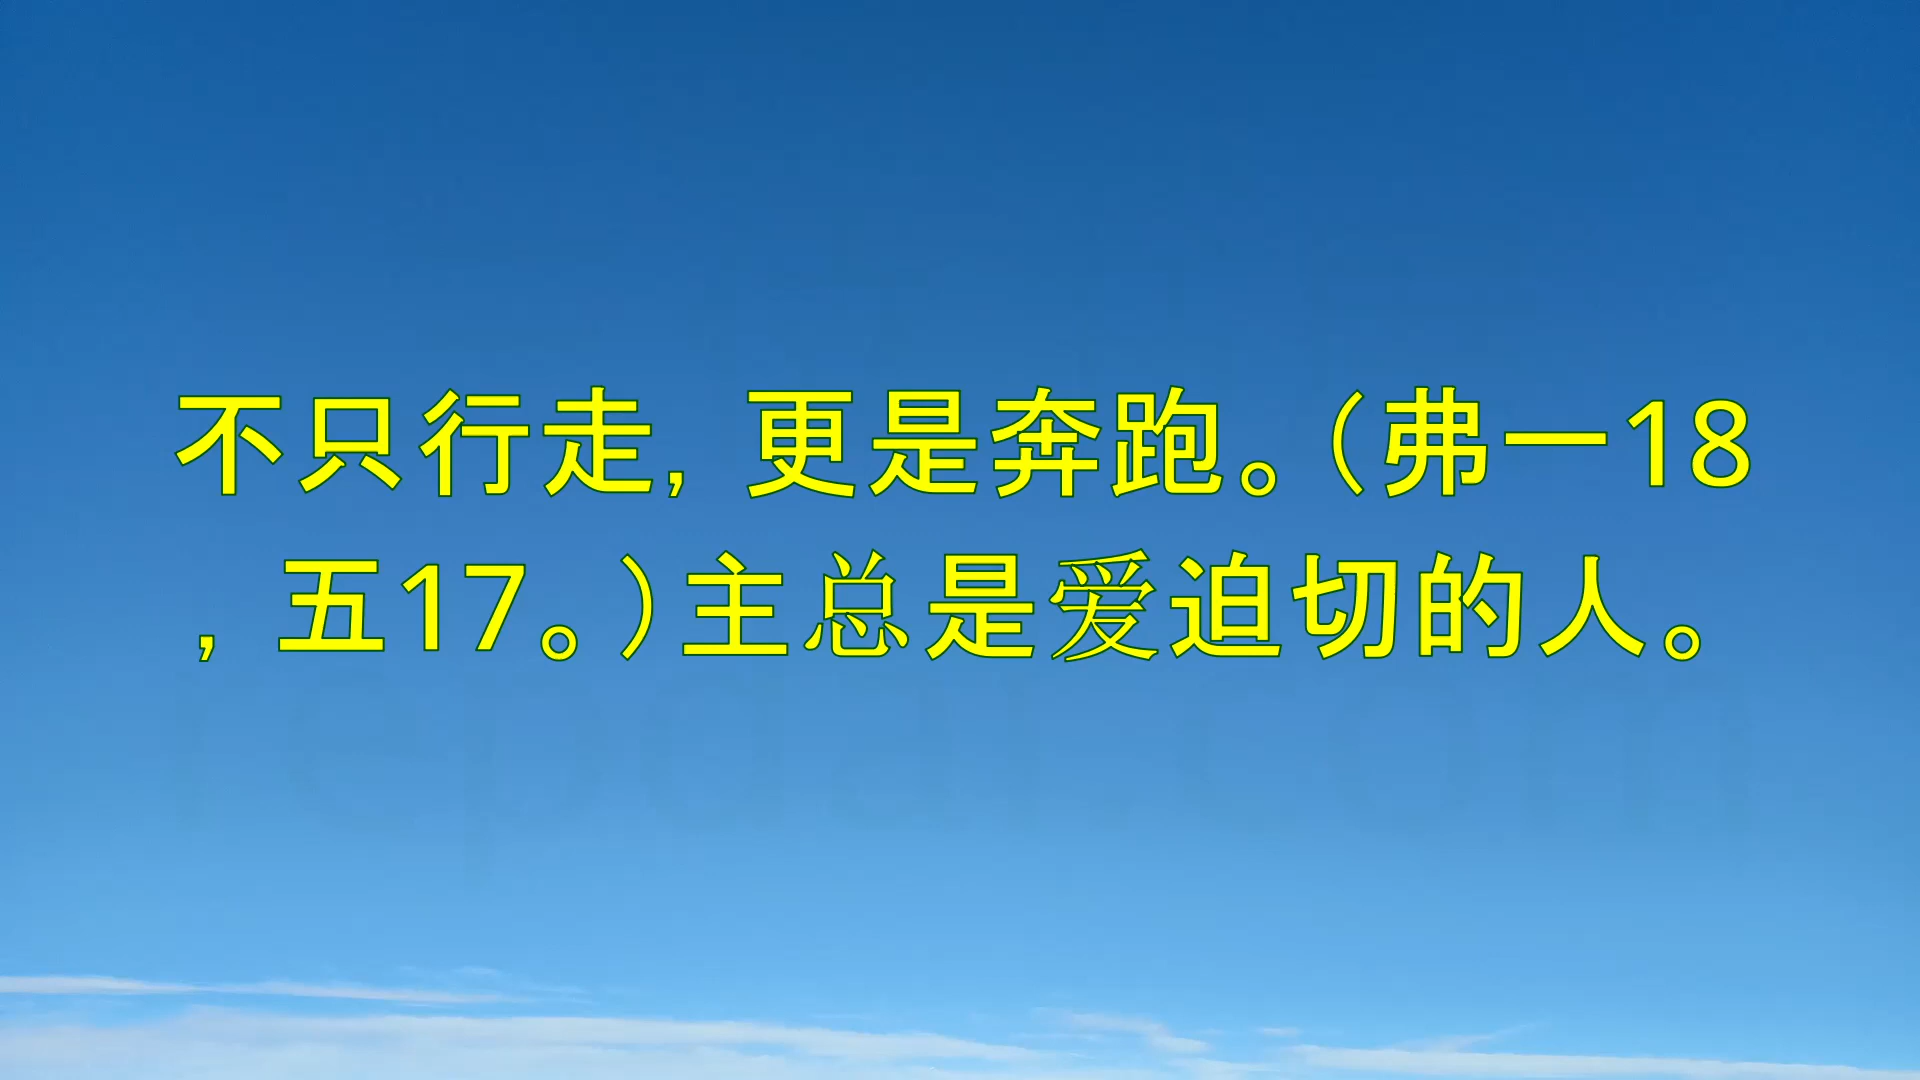 不只行走，更是奔跑。（弗一18
，五17。）主总是爱迫切的人。